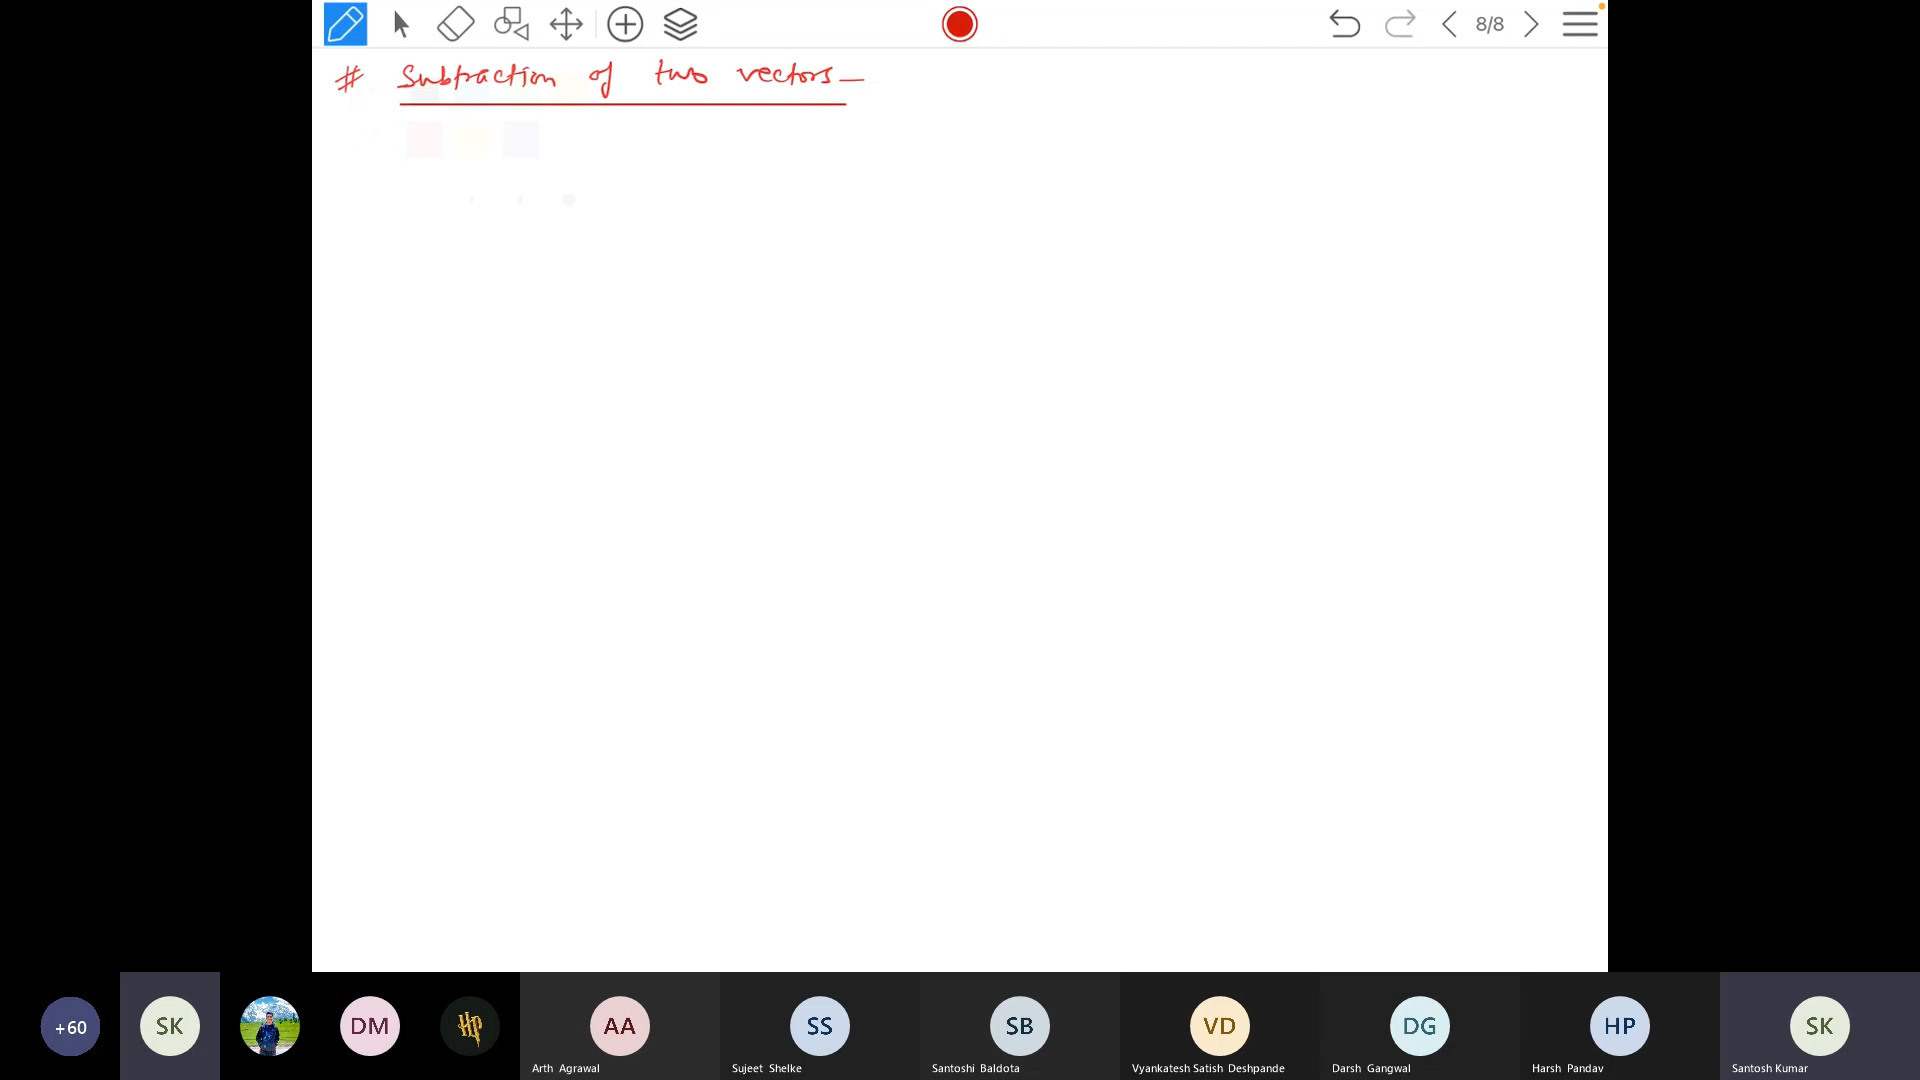 8/8
# Subtraction of two vectors —
+60
SK
DM
HP
AA
SS
SB
VD
DG
HP
SK
Arth Agrawal
Sujeet Shelke
Santoshi Baldota
Vyankatesh Satish Deshpande
Darsh Gangwal
Harsh Pandav
Santosh Kumar